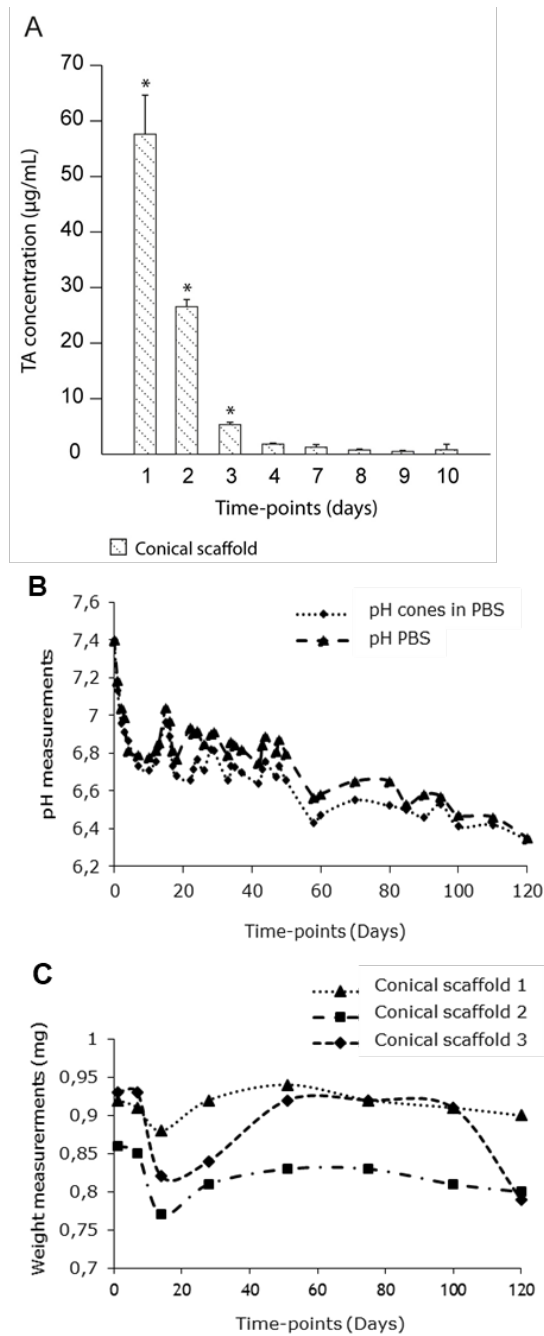 A
TA concentration (µg/mL)
70
60
50
40
30
20
10
0
* * *
1 2 3 4 7 8 9 10
Time-points (days)
Conical scaffold
B
pH cones in PBS
pH PBS
pH measurements
7,6
7,4
7,2
7
6,8
6,6
6,4
6,2
0 20 40 60 80 100 120
Time-points (Days)
C
Conical scaffold 1
Conical scaffold 2
Conical scaffold 3
Weight measurerments (mg)
1
0,95
0,9
0,85
0,8
0,75
0,7
0 20 40 60 80 100 120
Time-points (Days)